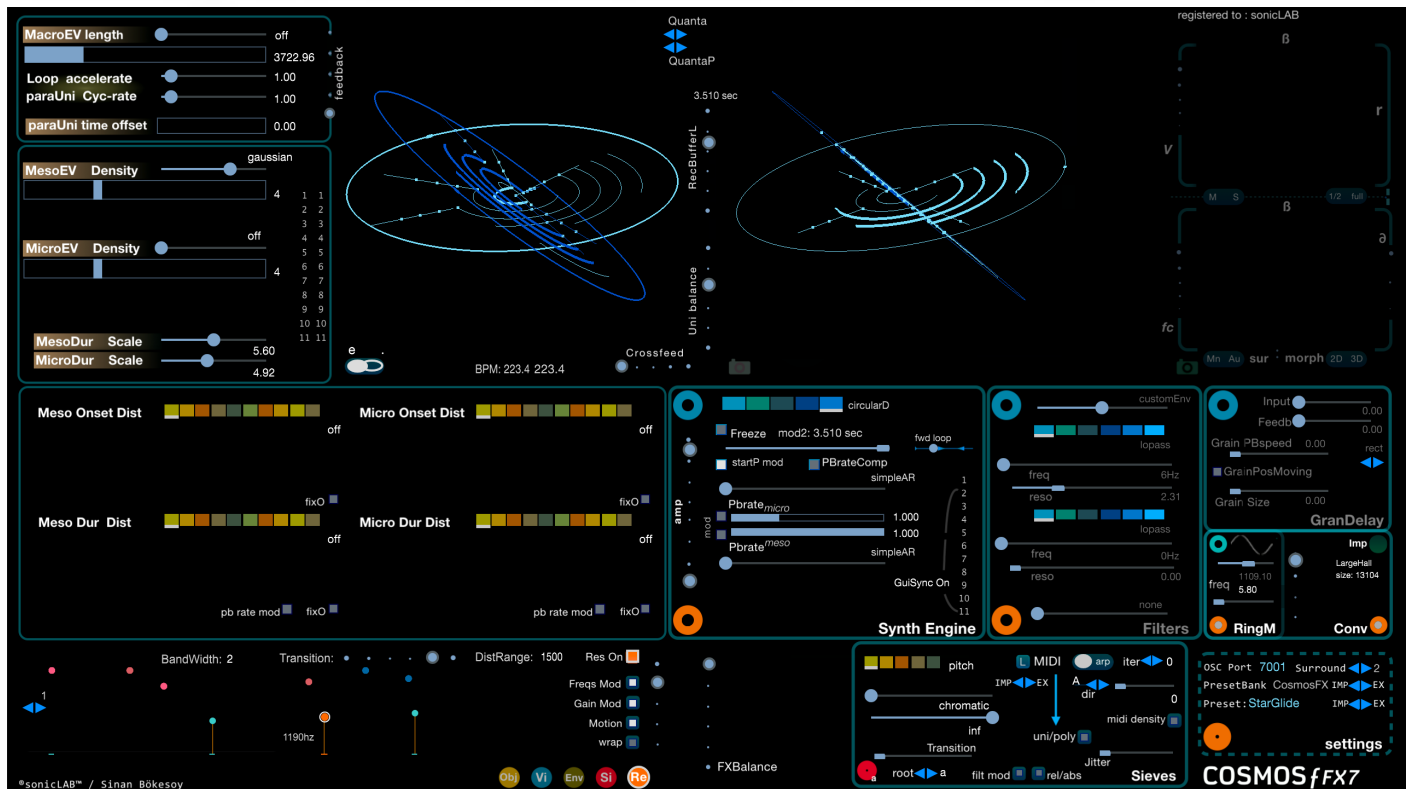 registered to : sonicLAB
MacroEV length
off
3722.96
Loop accelerate
1.00
paraUni Cyc-rate
1.00
paraUni time offset
0.00
feedback
gaussian
MesoEV Density
4
off
MicroEV Density
4
1 1
2 2
3 3
4 4
5 5
6 6
7 7
8 8
9 9
10 10
11 11
MesoDur Scale
5.60
MicroDur Scale
4.92
Quanta
QuantaP
3.510 sec
RecBufferL
Uni balance
e .
BPM: 223.4 223.4
Crossfeed
ß
r
V
M S
1/2 full
ß
∂
fc
Mn Au sur : morph 2D 3D
Meso Onset Dist
off
fixO
Micro Onset Dist
off
fixO
Meso Dur Dist
off
pb rate mod fixO
Micro Dur Dist
off
pb rate mod fixO
circularD
Freeze mod2: 3.510 sec
fwd loop
startP mod PBrateComp
simpleAR
amp
mod
Pbrate micro
1.000
1.000
Pbrate meso
simpleAR
1
2
3
4
5
6
7
8
9
10
11
GuiSync On
Synth Engine
customEnv
lopass
freq 6Hz
reso 2.31
lopass
freq 0Hz
reso 0.00
none
Filters
Input
0.00
Feedb
0.00
Grain PBspeed 0.00
rect
GrainPosMoving
Grain Size 0.00
GranDelay
1109.10
freq 5.80
RingM
Imp
LargeHall
size: 13104
Conv
BandWidth: 2
Transition:
DistRange: 1500
Res On
Freqs Mod
Gain Mod
Motion
wrap
1
1190hz
®sonicLAB™ / Sinan Bökesoy
Obj Vi Env Si Re
FXBalance
pitch
L MIDI arp iter 0
IMP EX
A
dir
0
chromatic
inf
midi density
uni/poly
Transition
Jitter
a
root a
filt mod rel/abs
Sieves
OSC Port 7001 Surround 2
PresetBank CosmosFX IMP EX
Preset: StarGlide IMP EX
settings
COSMOS f FX7